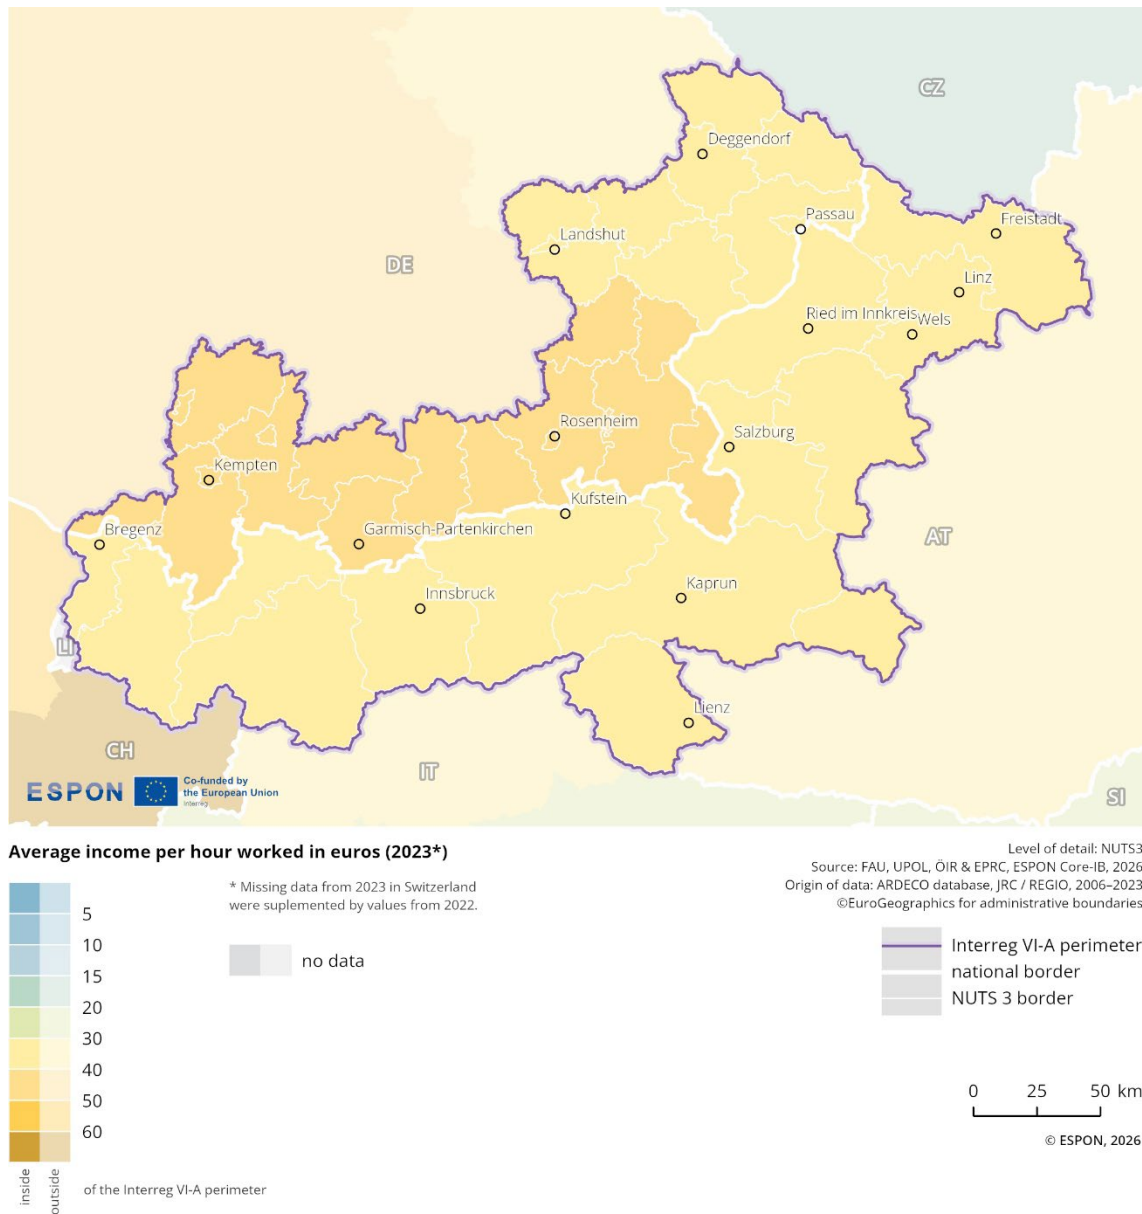 CZ
Deggendorf
Passau
Freistadt
Landshut
DE
Linz
Ried im Innkreis
Wels
Rosenheim
Salzburg
Kempten
Kufstein
Bregenz
Garmisch-Partenkirchen
AT
Kaprun
Innsbruck
LI
Lienz
CH
IT
SI
ESPON
Co-funded by
the European Union
Interreg
Average income per hour worked in euros (2023*)
* Missing data from 2023 in Switzerland
were suplemented by values from 2022.
no data
5
10
15
20
30
40
50
60
inside
outside
of the Interreg VI-A perimeter
Level of detail: NUTS3
Source: FAU, UPOL, ÖIR & EPRC, ESPON Core-IB, 2026
Origin of data: ARDECO database, JRC / REGIO, 2006–2023
©EuroGeographics for administrative boundaries
Interreg VI-A perimeter
national border
NUTS 3 border
0 25 50 km
© ESPON, 2026